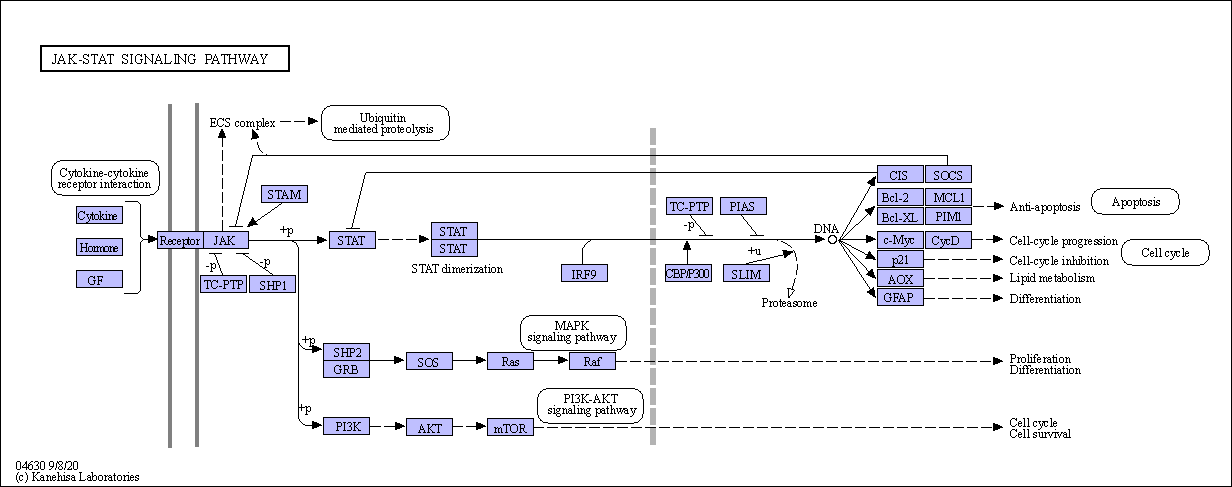 JAK-STAT SIGNALING PATHWAY
ECS complex
Ubiquitin
mediated proteolysis
Cytokine-cytokine
receptor interaction
Cytokine
Hormone
GF
Receptor
JAK
STAM
+p
-p
-p
TC-PTP
SHP1
STAT
STAT
STAT
STAT dimerization
IRF9
TC-PTP
PIAS
-p
CBP/P300
SLIM
+u
Proteasome
DNA
CIS
SOCS
Bcl-2
MCL1
Bcl-XL
PIM1
c-Myc
CycD
p21
AOX
GFAP
Anti-apoptosis
Apoptosis
Cell-cycle progression
Cell-cycle inhibition
Cell cycle
Lipid metabolism
Differentiation
+p
SHP2
GRB
SOS
Ras
Raf
MAPK
signaling pathway
Proliferation
Differentiation
+p
PI3K
AKT
mTOR
PI3K-AKT
signaling pathway
Cell cycle
Cell survival
04630 9/8/20
(c) Kanehisa Laboratories